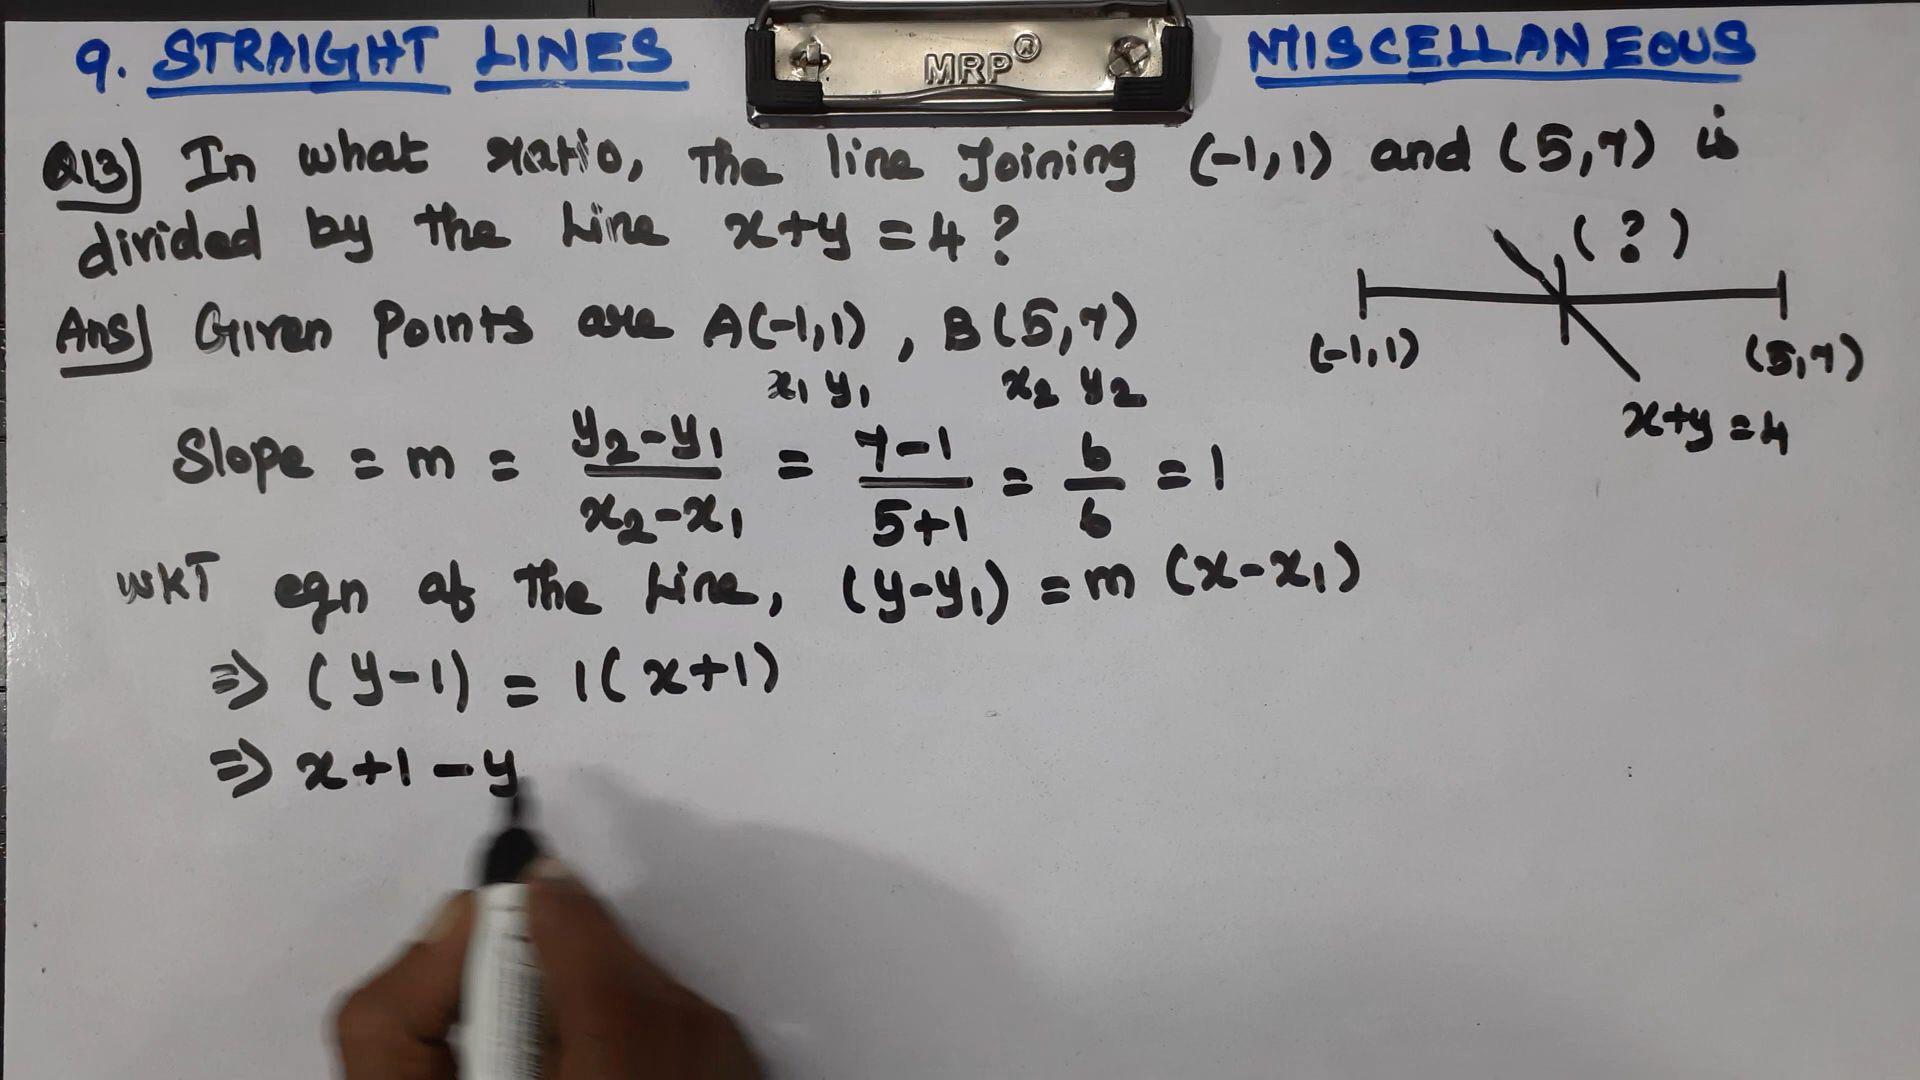 9. STRAIGHT LINES
MRP®
MISCELLANEOUS
Q13) In what ratio, The line Joining (-1,1) and (5,7) is
divided by the line x+y = 4 ?
(?)
(-1,1)
(5,7)
x+y = 4
Ans) Given Points are A(-1,1) , B(5,7)
x1 y1 x2 y2
Slope = m = y2-y1 / x2-x1 = 7-1 / 5+1 = 6 / 6 = 1
WKT eqn of the Line, (y-y1) = m (x-x1)
⇒ (y-1) = 1(x+1)
⇒ x+1-y